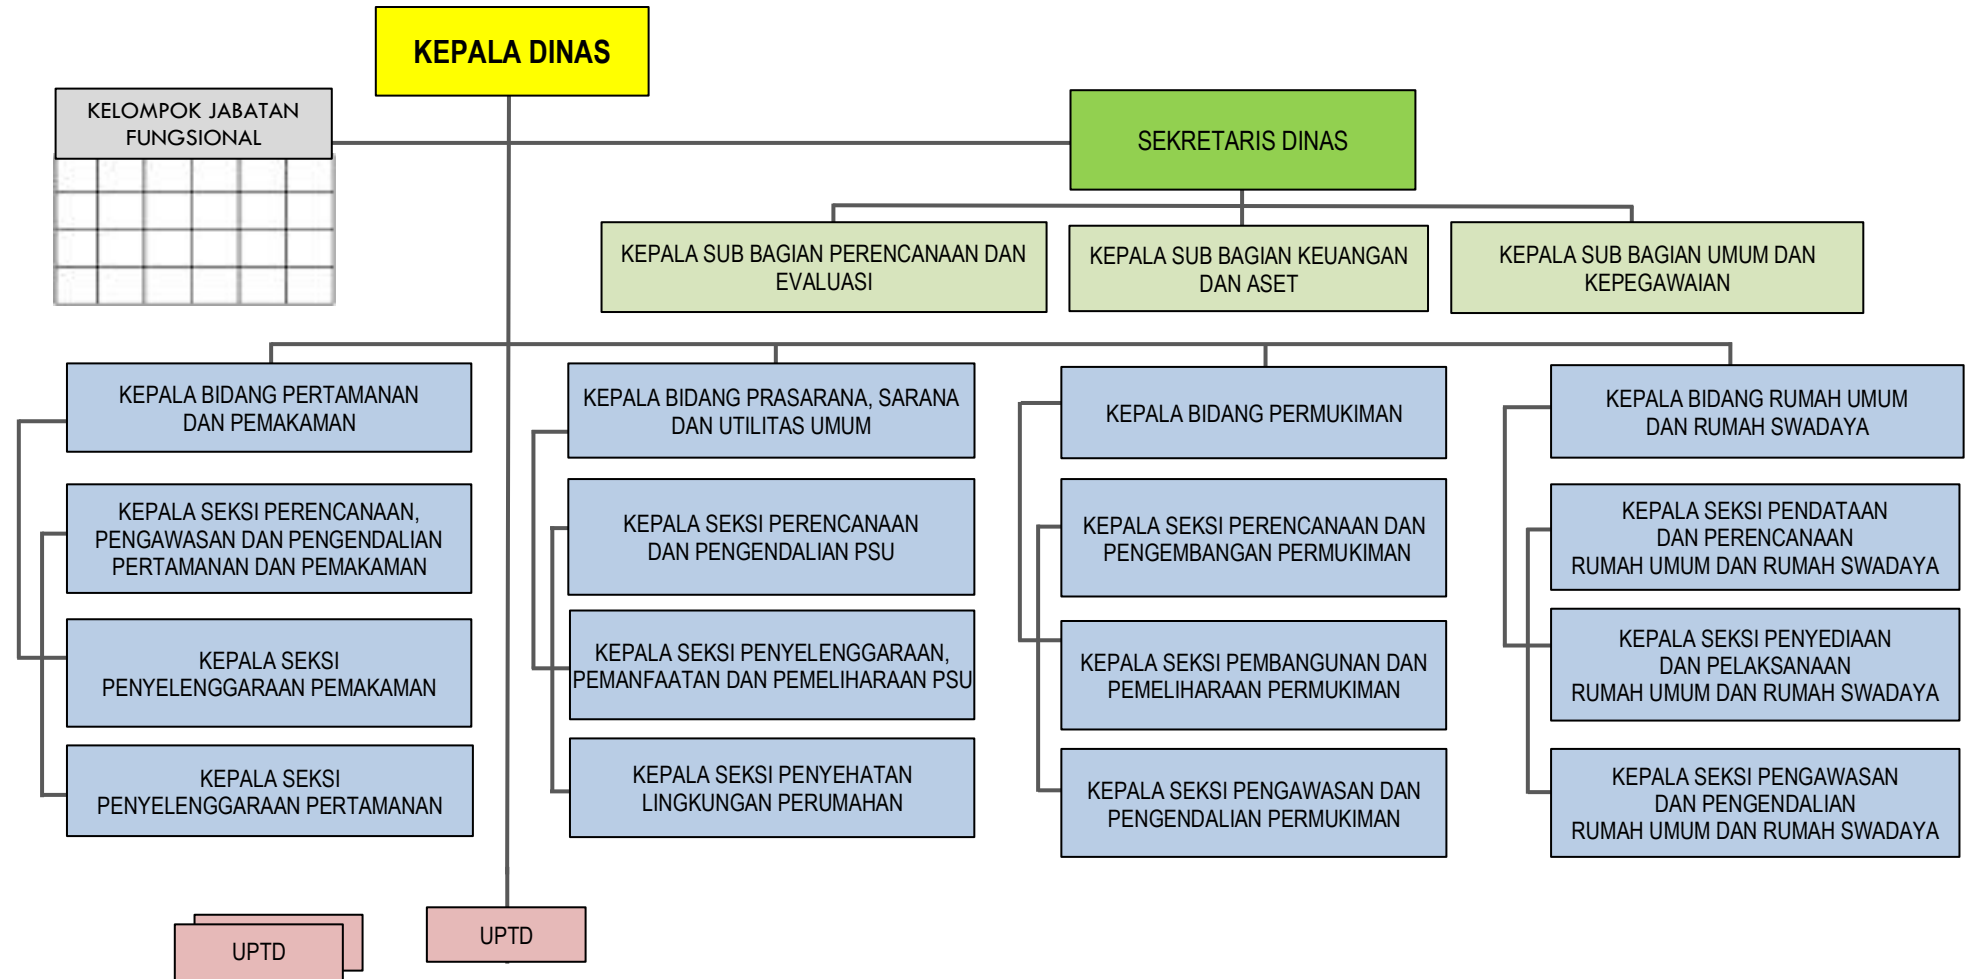 KEPALA DINAS
KELOMPOK JABATAN
FUNGSIONAL
SEKRETARIS DINAS
KEPALA SUB BAGIAN PERENCANAAN DAN
EVALUASI
KEPALA SUB BAGIAN KEUANGAN
DAN ASET
KEPALA SUB BAGIAN UMUM DAN
KEPEGAWAIAN
KEPALA BIDANG PERTAMANAN
DAN PEMAKAMAN
KEPALA BIDANG PRASARANA, SARANA
DAN UTILITAS UMUM
KEPALA BIDANG PERMUKIMAN
KEPALA BIDANG RUMAH UMUM
DAN RUMAH SWADAYA
KEPALA SEKSI PERENCANAAN,
PENGAWASAN DAN PENGENDALIAN
PERTAMANAN DAN PEMAKAMAN
KEPALA SEKSI PERENCANAAN
DAN PENGENDALIAN PSU
KEPALA SEKSI PERENCANAAN DAN
PENGEMBANGAN PERMUKIMAN
KEPALA SEKSI PENDATAAN
DAN PERENCANAAN
RUMAH UMUM DAN RUMAH SWADAYA
KEPALA SEKSI
PENYELENGGARAAN PEMAKAMAN
KEPALA SEKSI PENYELENGGARAAN,
PEMANFAATAN DAN PEMELIHARAAN PSU
KEPALA SEKSI PEMBANGUNAN DAN
PEMELIHARAAN PERMUKIMAN
KEPALA SEKSI PENYEDIAAN
DAN PELAKSANAAN
RUMAH UMUM DAN RUMAH SWADAYA
KEPALA SEKSI
PENYELENGGARAAN PERTAMANAN
KEPALA SEKSI PENYEHATAN
LINGKUNGAN PERUMAHAN
KEPALA SEKSI PENGAWASAN DAN
PENGENDALIAN PERMUKIMAN
KEPALA SEKSI PENGAWASAN
DAN PENGENDALIAN
RUMAH UMUM DAN RUMAH SWADAYA
UPTD
UPTD